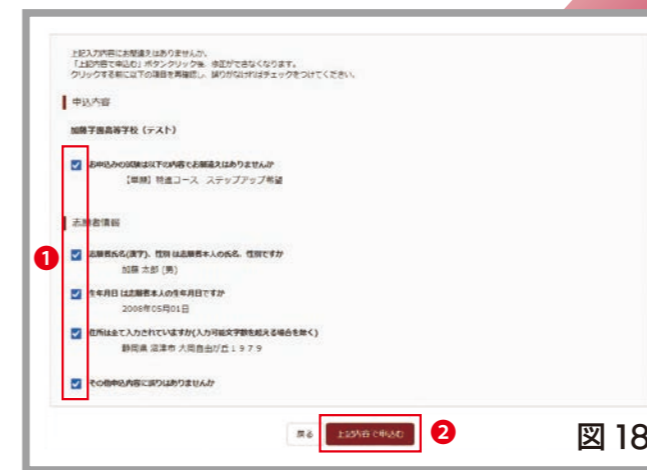 上記入力内容にお間違えはありませんか。
「上記内容で申込む」ボタンクリック後、修正ができなくなります。
クリックする前に以下の項目を再確認し、誤りがなければチェックをつけてください。
申込内容
加藤学園高等学校（テスト）
お申込みの試験は以下の内容でお間違えはありませんか
【単願】特進コース ステップアップ希望
志願者情報
❶
志願者氏名(漢字)、性別 は志願者本人の氏名、性別ですか
加藤 太郎 (男)
生年月日 は志願者本人の生年月日ですか
2008年05月01日
住所は全て入力されていますか(入力可能文字数を超える場合を除く)
静岡県 沼津市 大岡自由が丘１９７９
その他申込内容に誤りはありませんか
戻る 上記内容で申込む ❷
図 18